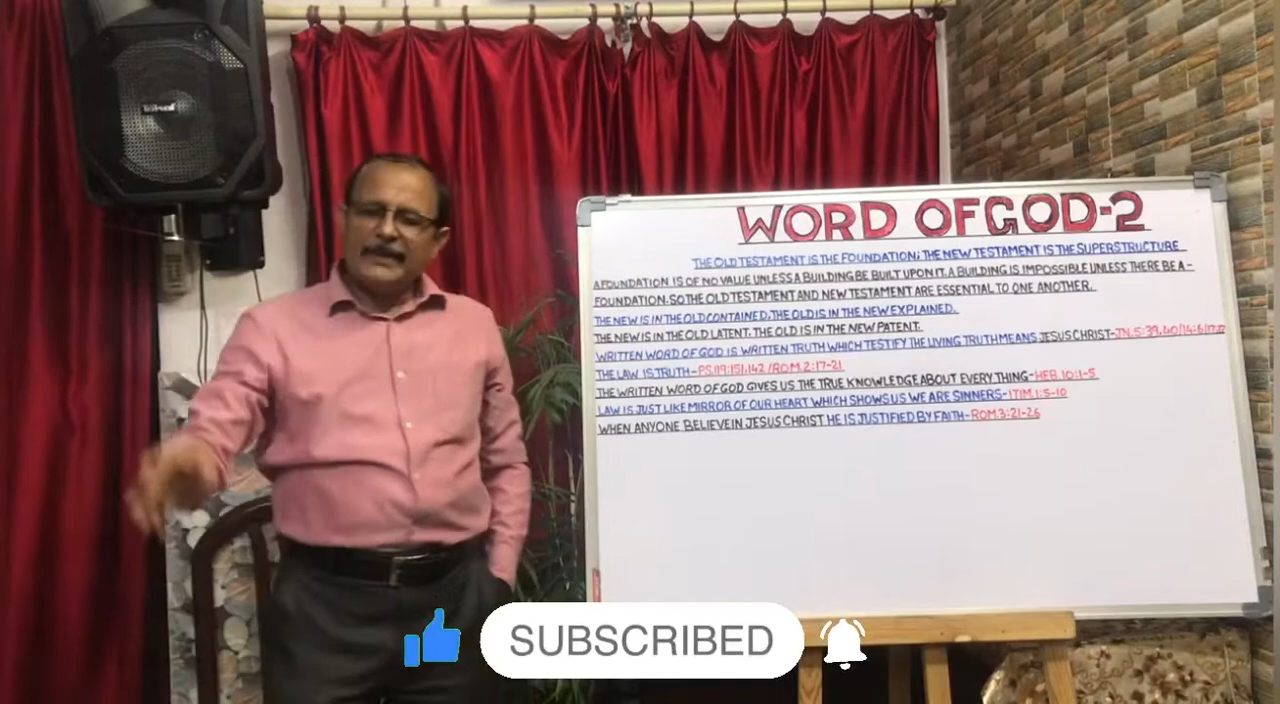 WORD OF GOD-2
THE OLD TESTAMENT IS THE FOUNDATION; THE NEW TESTAMENT IS THE SUPERSTRUCTURE
A FOUNDATION IS OF NO VALUE UNLESS A BUILDING BE BUILT UPON IT. A BUILDING IS IMPOSSIBLE UNLESS THERE BE A -
FOUNDATION. SO THE OLD TESTAMENT AND NEW TESTAMENT ARE ESSENTIAL TO ONE ANOTHER.
THE NEW IS IN THE OLD CONTAINED. THE OLD IS IN THE NEW EXPLAINED.
THE NEW IS IN THE OLD LATENT. THE OLD IS IN THE NEW PATENT.
WRITTEN WORD OF GOD IS WRITTEN TRUTH WHICH TESTIFY THE LIVING TRUTH MEANS JESUS CHRIST-JN.5:39,40/14:6/17:17
THE LAW IS TRUTH-PS.119:151,142/ROM.2:17-21
THE WRITTEN WORD OF GOD GIVES US THE TRUE KNOWLEDGE ABOUT EVERY THING-HEB.10:1-5
LAW IS JUST LIKE MIRROR OF OUR HEART WHICH SHOWS US WE ARE SINNERS-1TIM.1:5-10
WHEN ANYONE BELIEVE IN JESUS CHRIST HE IS JUSTIFIED BY FAITH-ROM.3:21-26
SUBSCRIBED